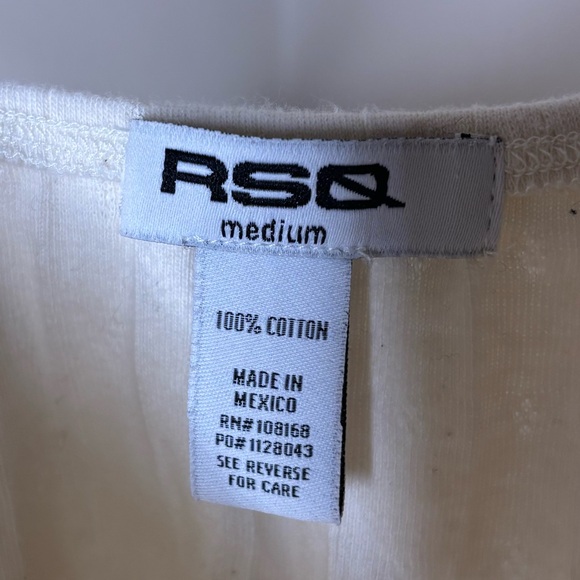 RSQ
medium
100% COTTON
MADE IN
MEXICO
RN#108168
PO#1128043
SEE REVERSE
FOR CARE